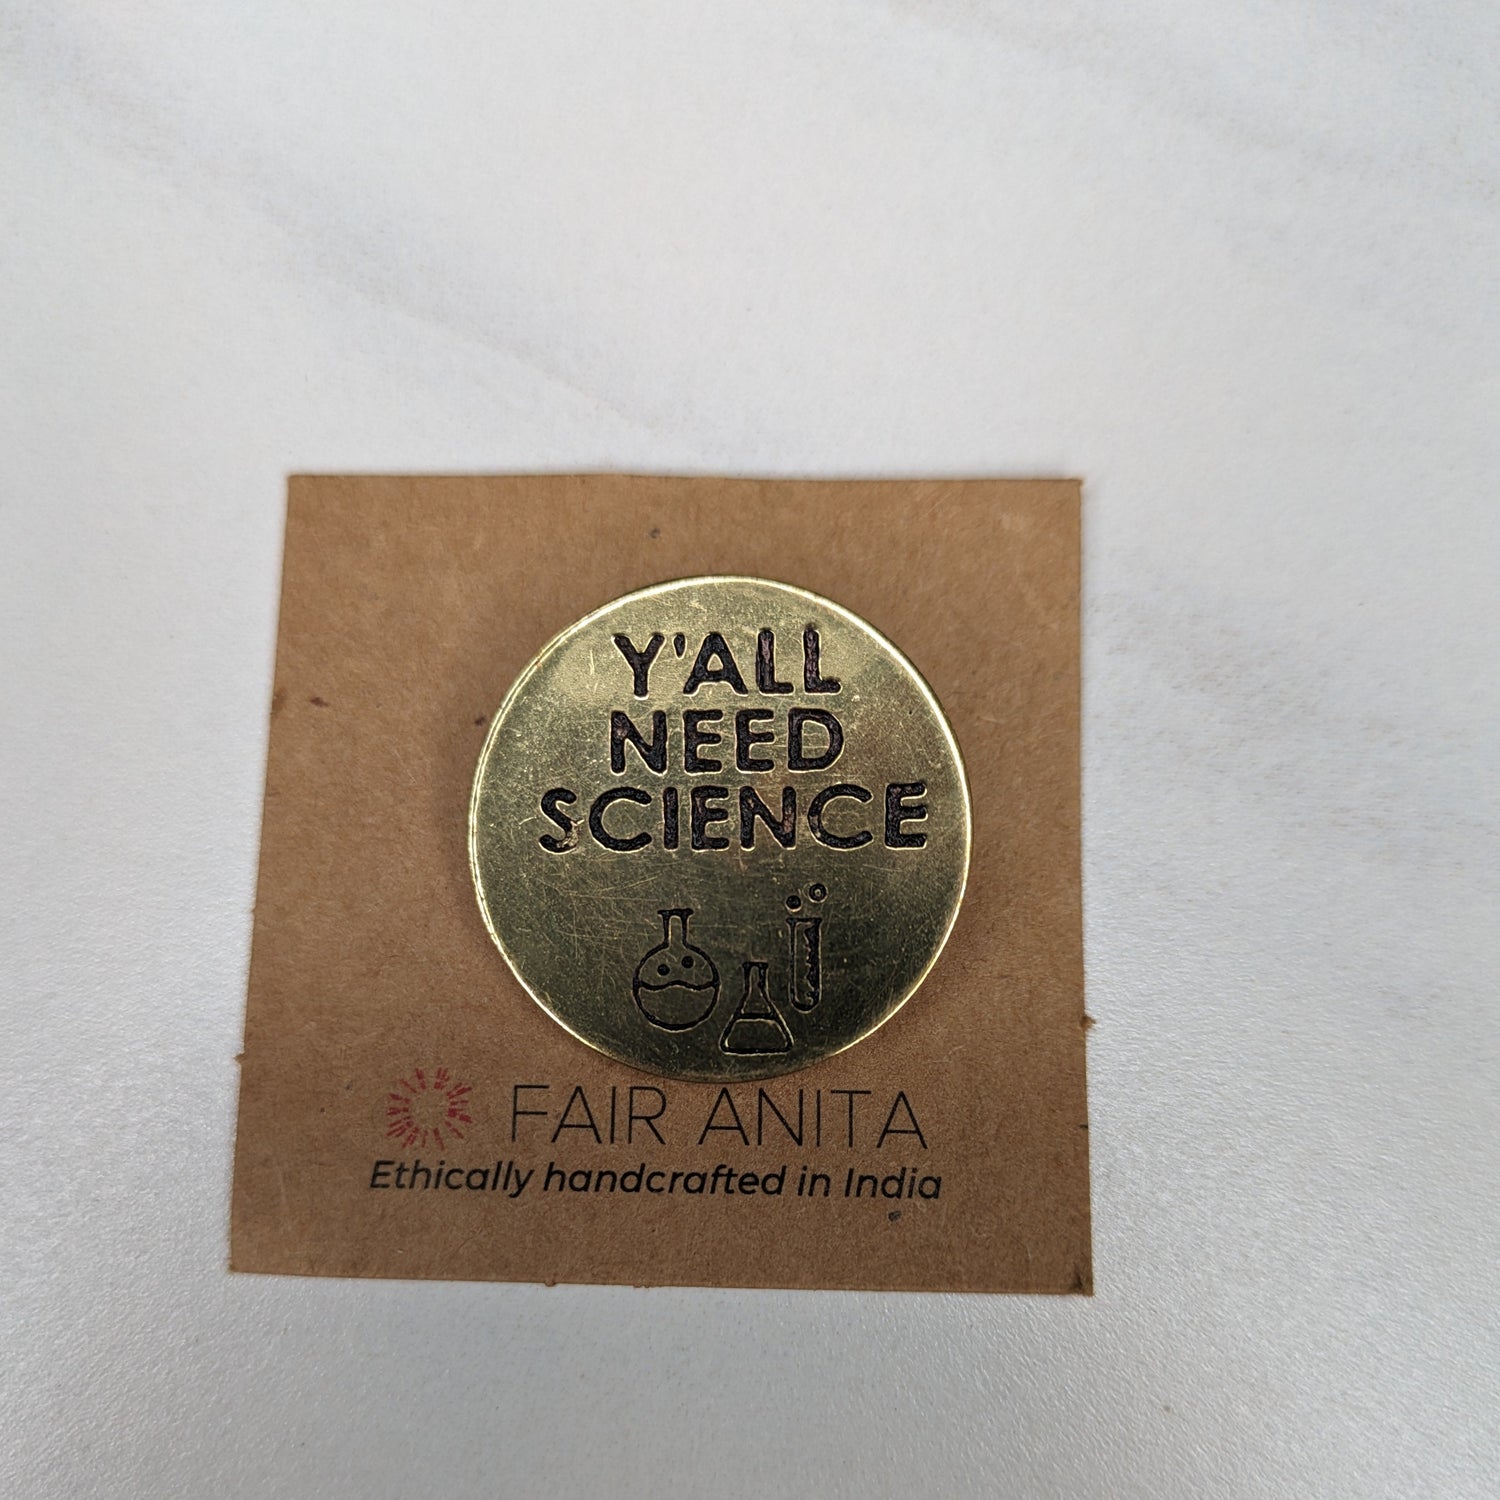 Y'ALL
NEED
SCIENCE
FAIR ANITA
Ethically handcrafted in India